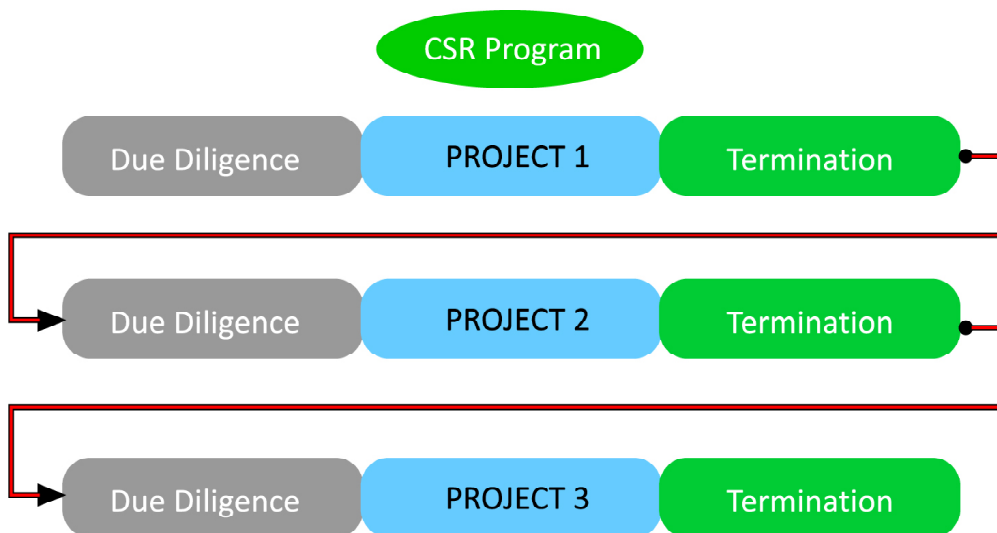 CSR Program
Due Diligence PROJECT 1 Termination
Due Diligence PROJECT 2 Termination
Due Diligence PROJECT 3 Termination